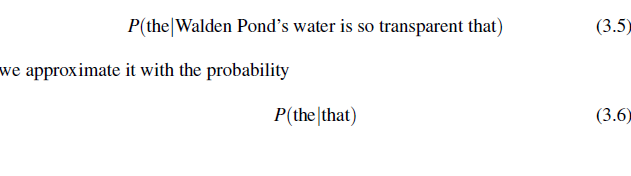 P(the|Walden Pond's water is so transparent that) (3.5)
we approximate it with the probability
P(the|that) (3.6)